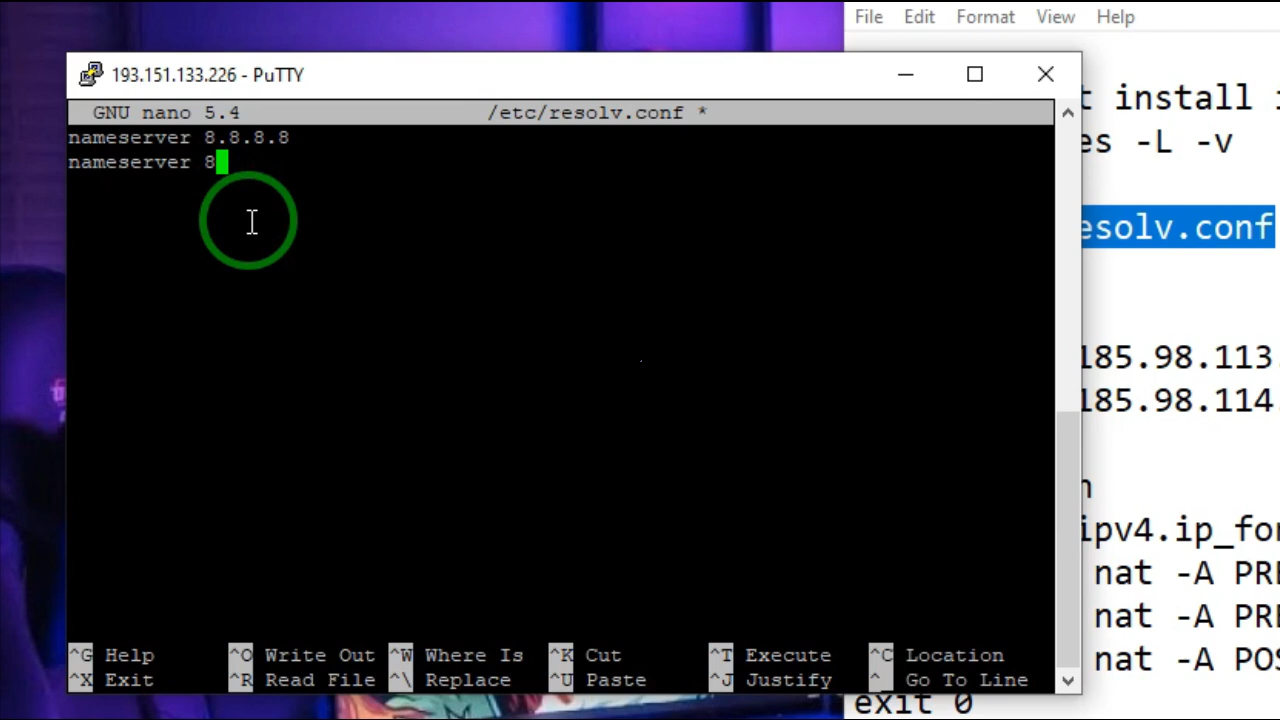 File Edit Format View Help
193.151.133.226 - PuTTY
GNU nano 5.4 /etc/resolv.conf *
nameserver 8.8.8.8
nameserver 8
t install
es -L -v
esolv.conf
185.98.113.
185.98.114.
n
ipv4.ip_for
nat -A PRE
nat -A PRE
nat -A POS
exit 0
^G Help ^O Write Out ^W Where Is ^K Cut ^T Execute ^C Location
^X Exit ^R Read File ^\ Replace ^U Paste ^J Justify ^_ Go To Line